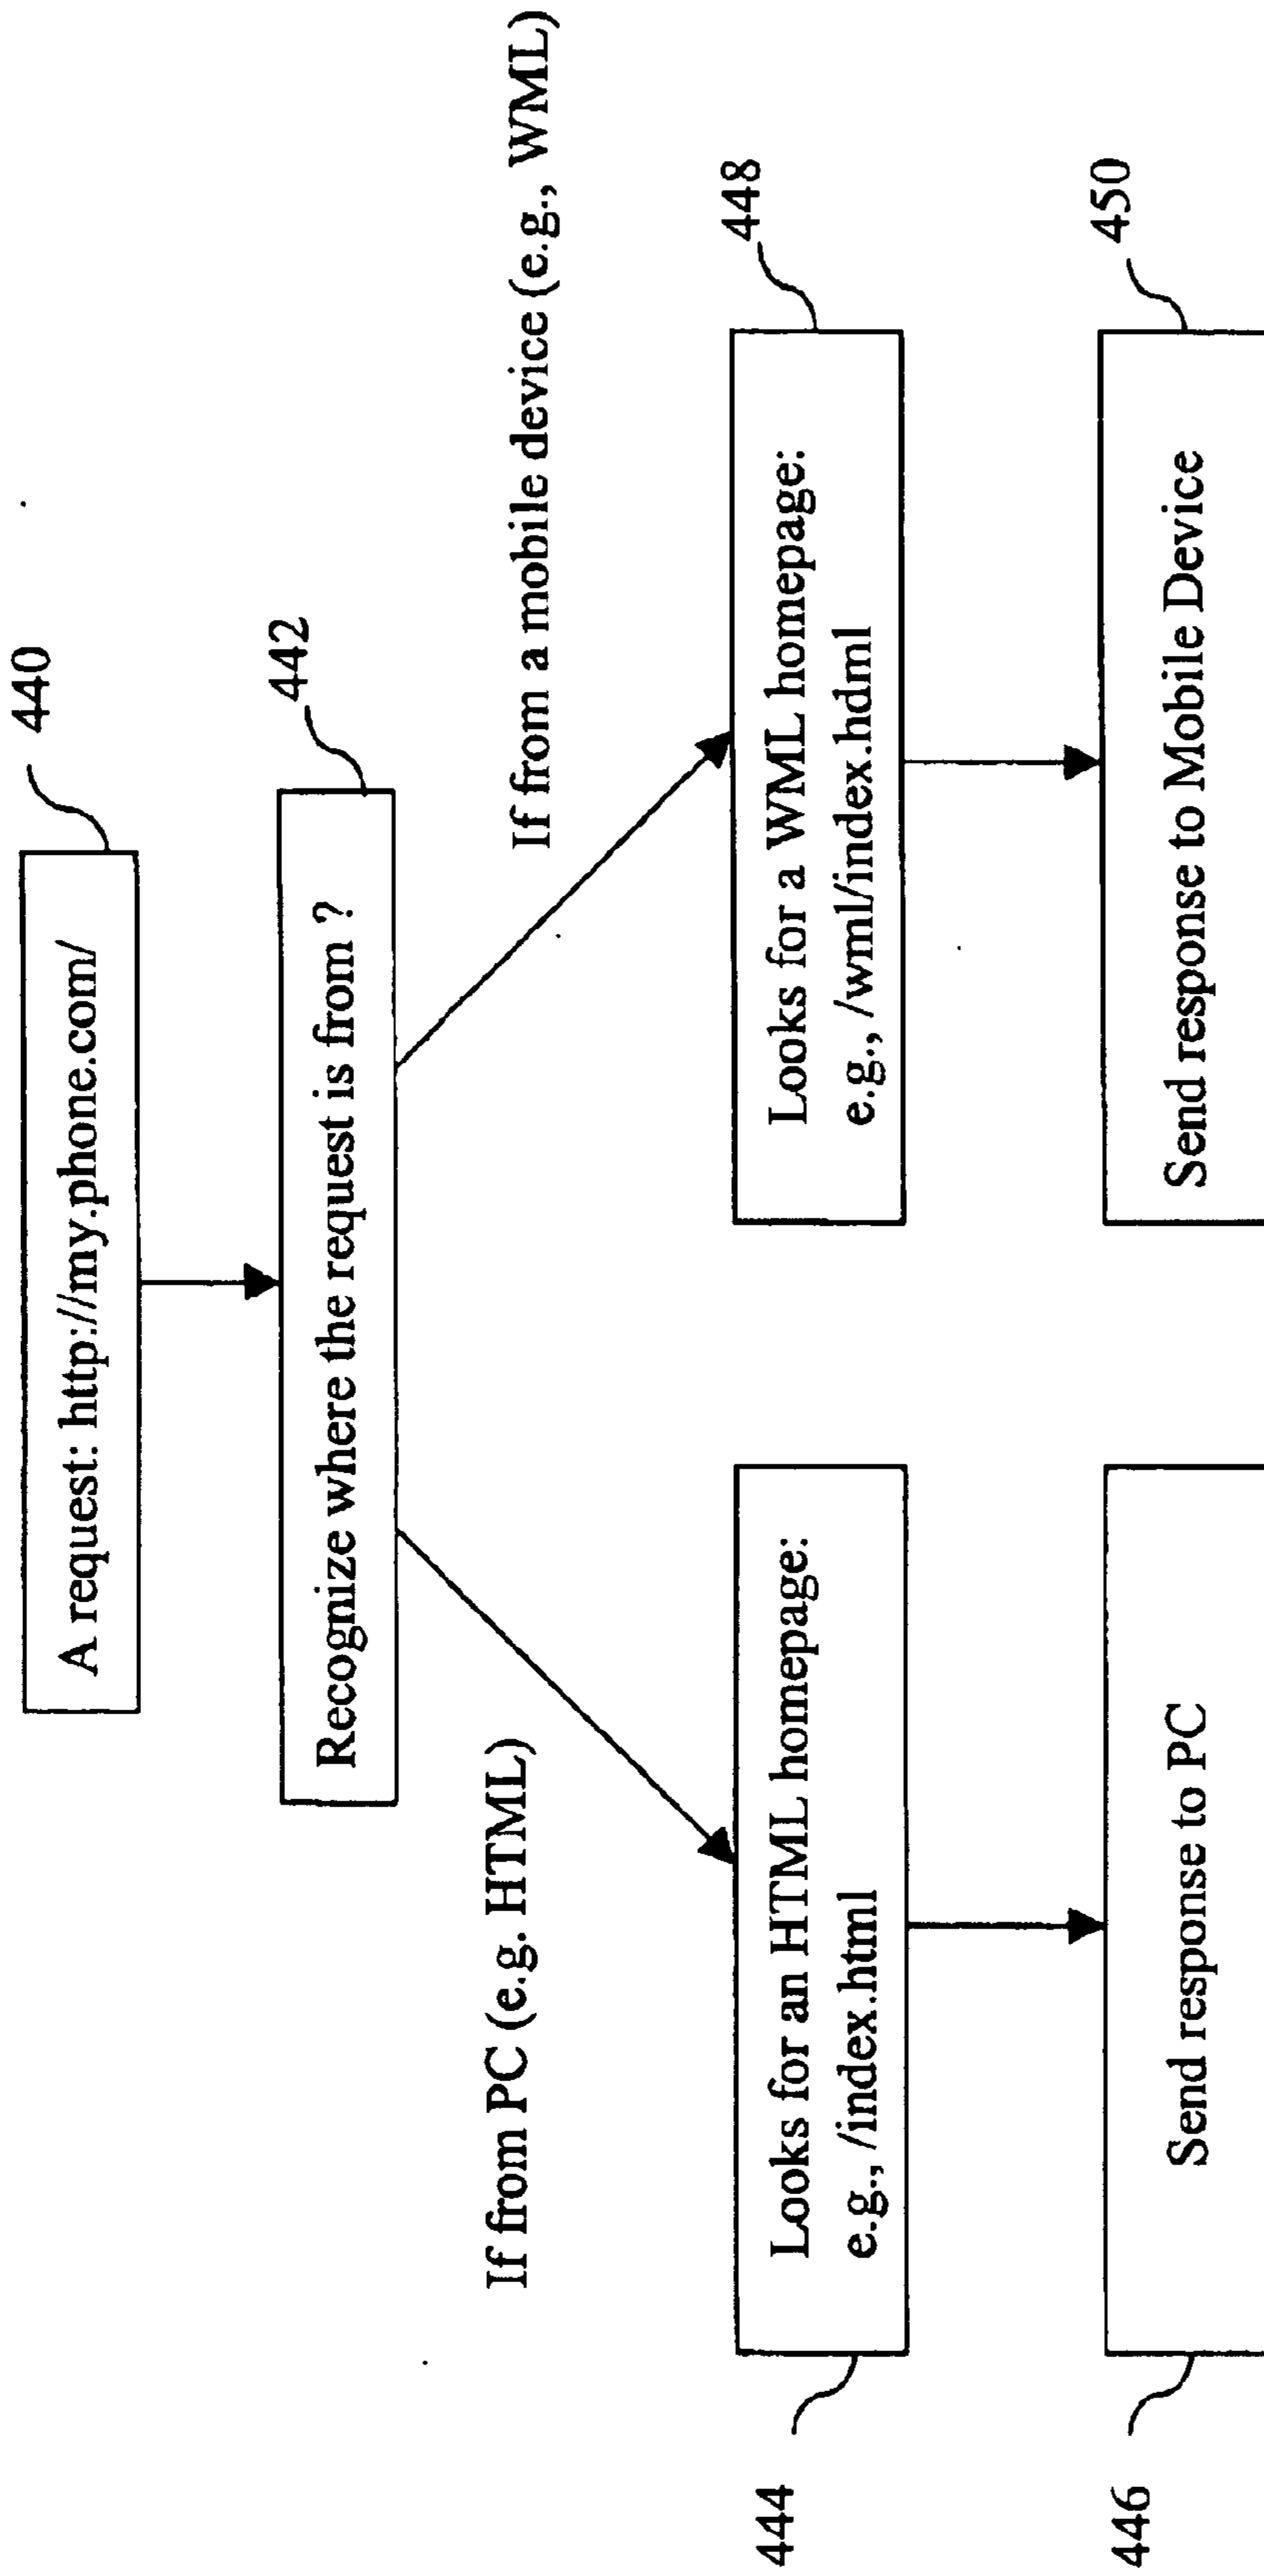 440
A request: http://my.phone.com/
442
Recognize where the request is from ?
If from PC (e.g. HTML)
If from a mobile device (e.g., WML)
444
Looks for an HTML homepage:
e.g., /index.html
Looks for a WML homepage:
e.g., /wml/index.hdml
448
446
Send response to PC
Send response to Mobile Device
450